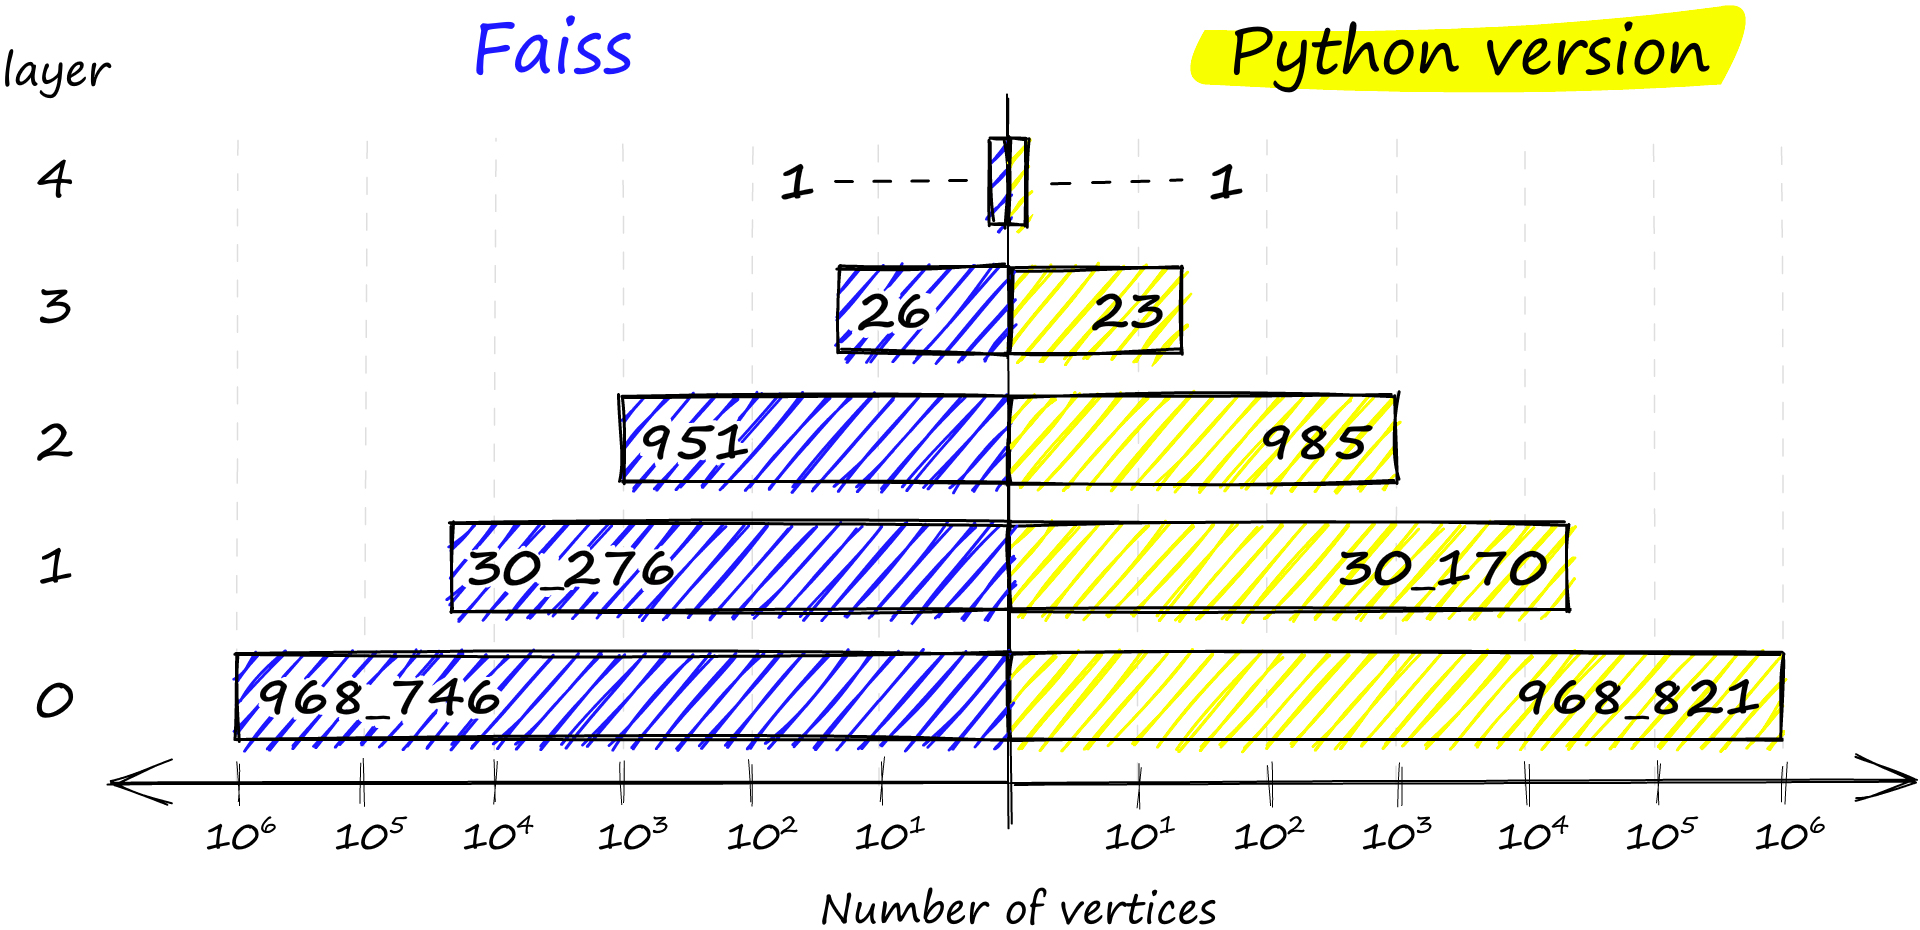 Faiss Python version
layer
4 1 1
3 26 23
2 951 985
1 30_276 30_170
0 968_746 968_821
10⁶ 10⁵ 10⁴ 10³ 10² 10¹ 10¹ 10² 10³ 10⁴ 10⁵ 10⁶
Number of vertices